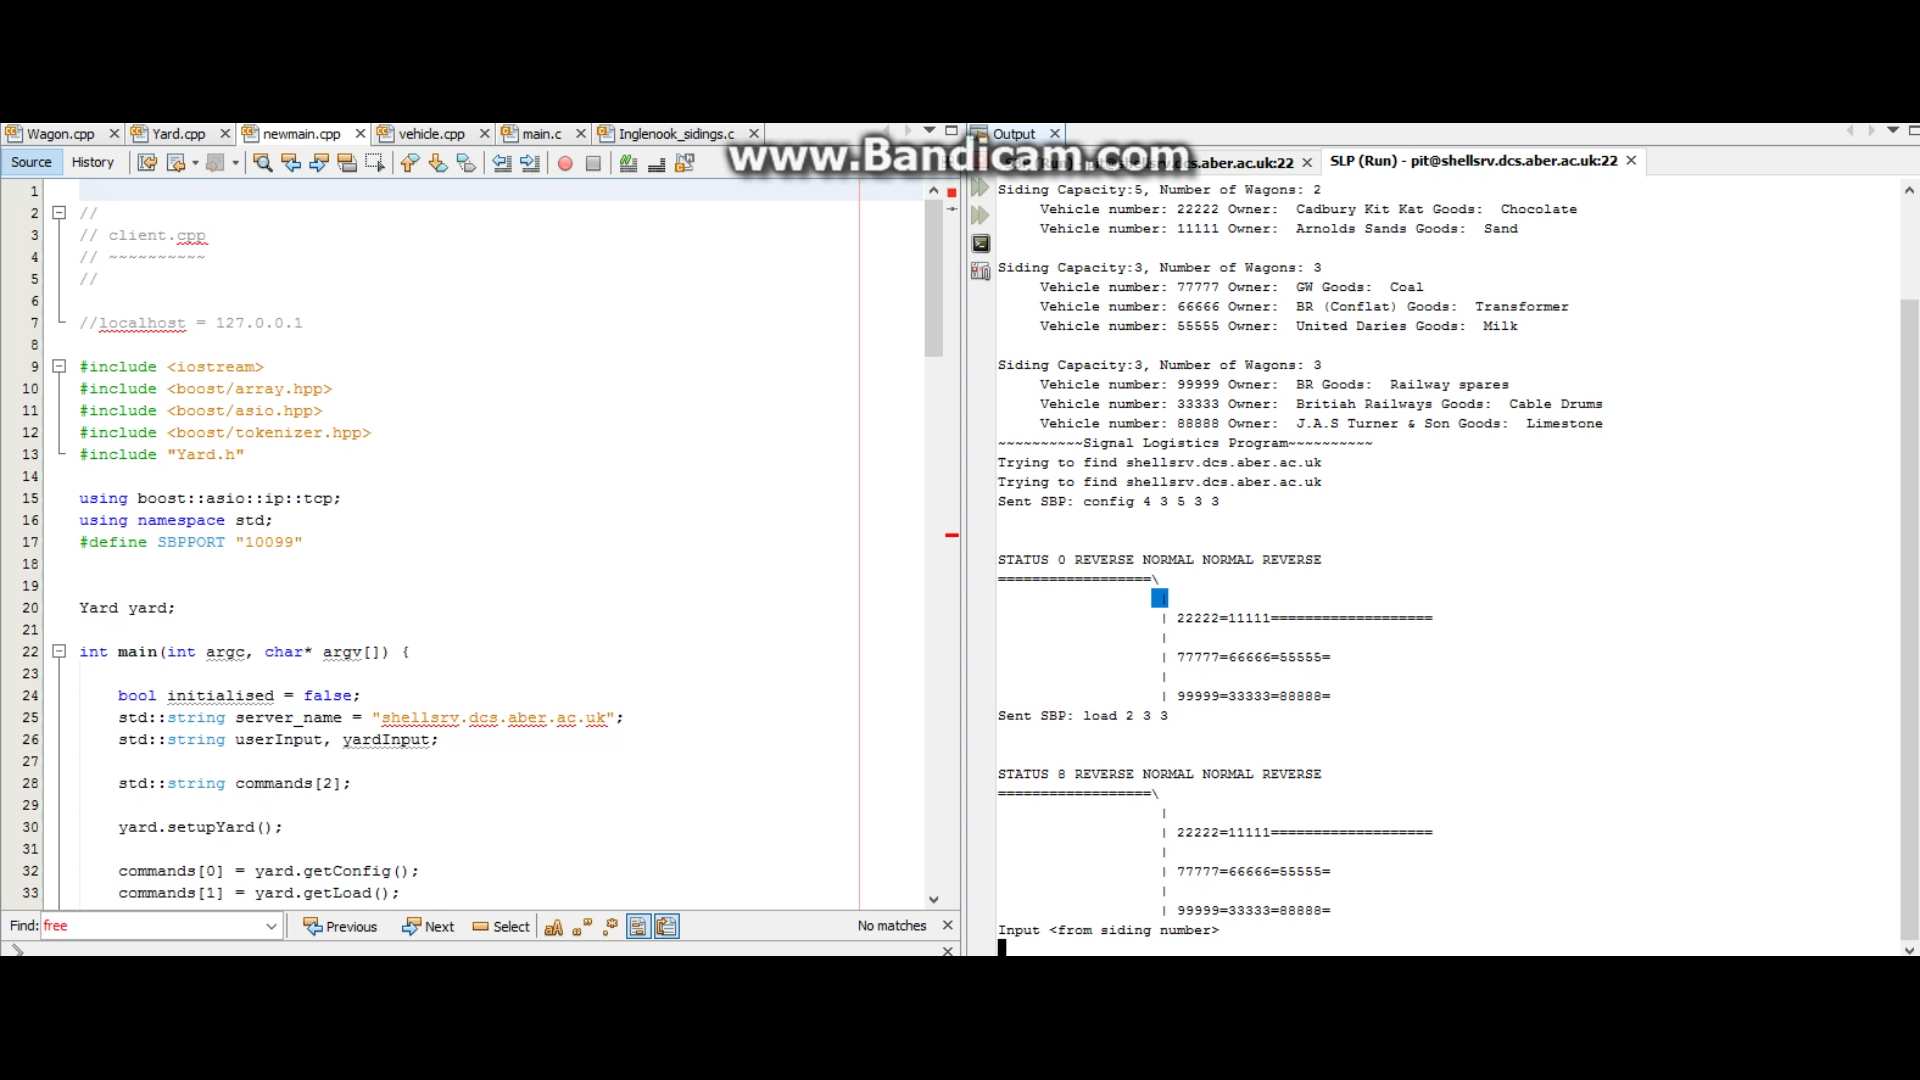 www.Bandicam.com
Wagon.cpp Yard.cpp newmain.cpp vehicle.cpp main.c Inglenook_sidings.c
Source History
1
2 //
3 // client.cpp
4 // ~~~~~~~~~~
5 //
6
7 //localhost = 127.0.0.1
8
9 #include <iostream>
10 #include <boost/array.hpp>
11 #include <boost/asio.hpp>
12 #include <boost/tokenizer.hpp>
13 #include "Yard.h"
14
15 using boost::asio::ip::tcp;
16 using namespace std;
17 #define SBPPORT "10099"
18
19
20 Yard yard;
21
22 int main(int argc, char* argv[]) {
23
24 bool initialised = false;
25 std::string server_name = "shellsrv.dcs.aber.ac.uk";
26 std::string userInput, yardInput;
27
28 std::string commands[2];
29
30 yard.setupYard();
31
32 commands[0] = yard.getConfig();
33 commands[1] = yard.getLoad();
Find: free Previous Next Select No matches
Output
(Run) - pit@shellsrv.dcs.aber.ac.uk:22 SLP (Run) - pit@shellsrv.dcs.aber.ac.uk:22
Siding Capacity:5, Number of Wagons: 2
Vehicle number: 22222 Owner: Cadbury Kit Kat Goods: Chocolate
Vehicle number: 11111 Owner: Arnolds Sands Goods: Sand
Siding Capacity:3, Number of Wagons: 3
Vehicle number: 77777 Owner: GW Goods: Coal
Vehicle number: 66666 Owner: BR (Conflat) Goods: Transformer
Vehicle number: 55555 Owner: United Daries Goods: Milk
Siding Capacity:3, Number of Wagons: 3
Vehicle number: 99999 Owner: BR Goods: Railway spares
Vehicle number: 33333 Owner: Britiah Railways Goods: Cable Drums
Vehicle number: 88888 Owner: J.A.S Turner & Son Goods: Limestone
~~~~~~~~~~Signal Logistics Program~~~~~~~~~~
Trying to find shellsrv.dcs.aber.ac.uk
Trying to find shellsrv.dcs.aber.ac.uk
Sent SBP: config 4 3 5 3 3
STATUS 0 REVERSE NORMAL NORMAL REVERSE
==================\
|
| 22222=11111===================
|
| 77777=66666=55555=
|
| 99999=33333=88888=
Sent SBP: load 2 3 3
STATUS 8 REVERSE NORMAL NORMAL REVERSE
==================\
|
| 22222=11111===================
|
| 77777=66666=55555=
|
| 99999=33333=88888=
Input <from siding number>